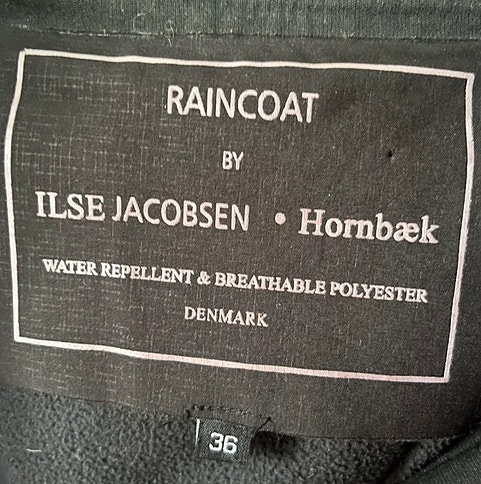 RAINCOAT
BY
ILSE JACOBSEN • Hornbæk
WATER REPELLENT & BREATHABLE POLYESTER
DENMARK
36